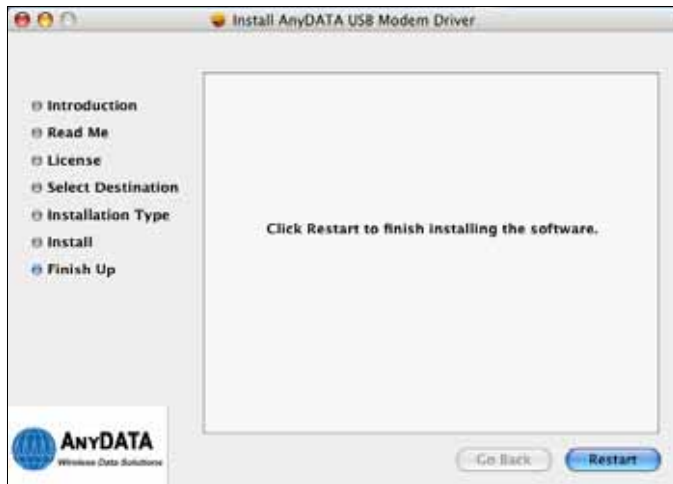 Install AnyDATA USB Modem Driver
Introduction
Read Me
License
Select Destination
Installation Type
Install
Finish Up
Click Restart to finish installing the software.
ANYDATA
Wireless Data Solutions
Go Back
Restart